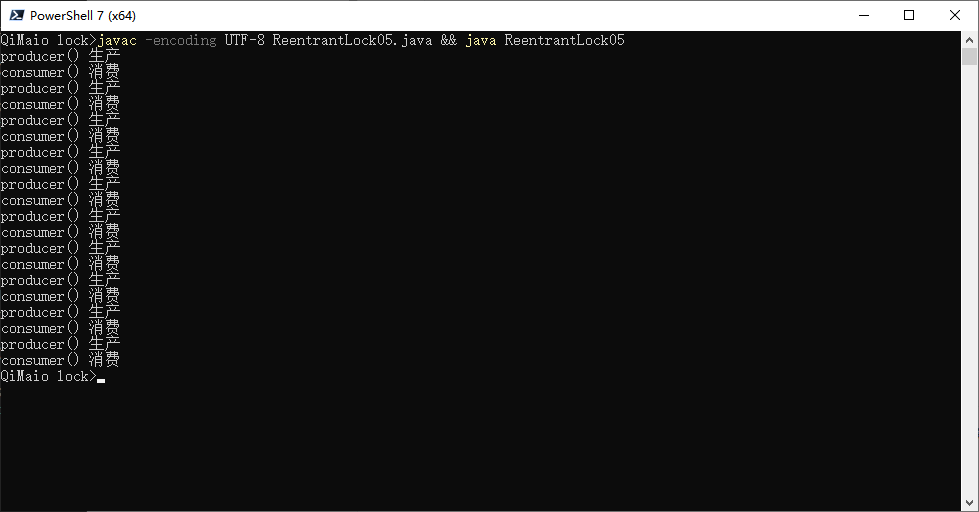 PowerShell 7 (x64)
QiMaio lock>javac -encoding UTF-8 ReentrantLock05.java && java ReentrantLock05
producer() 生产
consumer() 消费
producer() 生产
consumer() 消费
producer() 生产
consumer() 消费
producer() 生产
consumer() 消费
producer() 生产
consumer() 消费
producer() 生产
consumer() 消费
producer() 生产
consumer() 消费
producer() 生产
consumer() 消费
producer() 生产
consumer() 消费
producer() 生产
consumer() 消费
QiMaio lock>